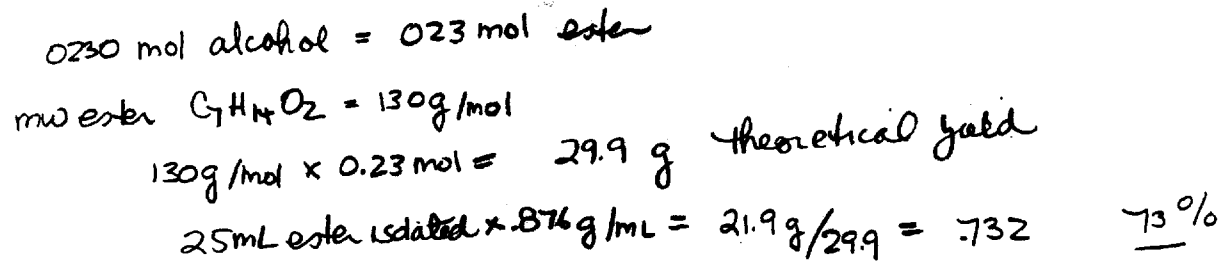 0230 mol alcohol = 023 mol ester
mw ester C7H14O2 = 130g/mol
130g/mol x 0.23 mol = 29.9 g theoretical yield
25mL ester isolated x .876 g/mL = 21.9g/29.9 = .732 73%